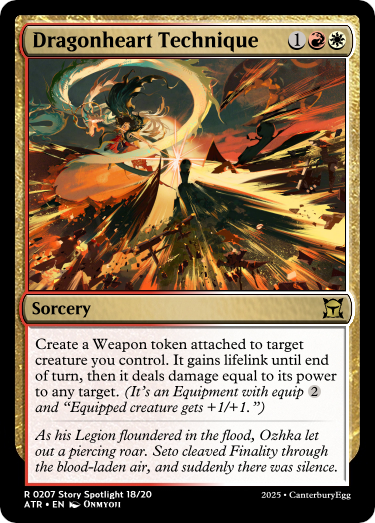 Dragonheart Technique 1
Sorcery
Create a Weapon token attached to target
creature you control. It gains lifelink until end
of turn, then it deals damage equal to its power
to any target. (It's an Equipment with equip 2
and “Equipped creature gets +1/+1.”)
As his Legion floundered in the flood, Ozhka let
out a piercing roar. Seto cleaved Finality through
the blood-laden air, and suddenly there was silence.
R 0207 Story Spotlight 18/20
ATR • EN Onmyoji
2025 • CanterburyEgg